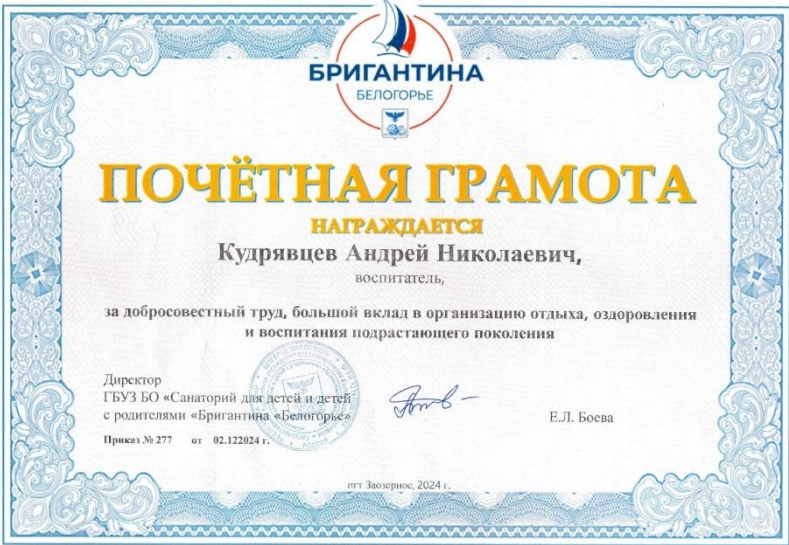 БРИГАНТИНА
БЕЛОГОРЬЕ
ПОЧЁТНАЯ ГРАМОТА
НАГРАЖДАЕТСЯ
Кудрявцев Андрей Николаевич,
воспитатель,
за добросовестный труд, большой вклад в организацию отдыха, оздоровления
и воспитания подрастающего поколения
Директор
ГБУЗ БО «Санаторий для детей и детей
с родителями «Бригантина «Белогорье»
Е.Л. Боева
Приказ № 277 от 02.122024 г.
пгт Заозерное, 2024 г.